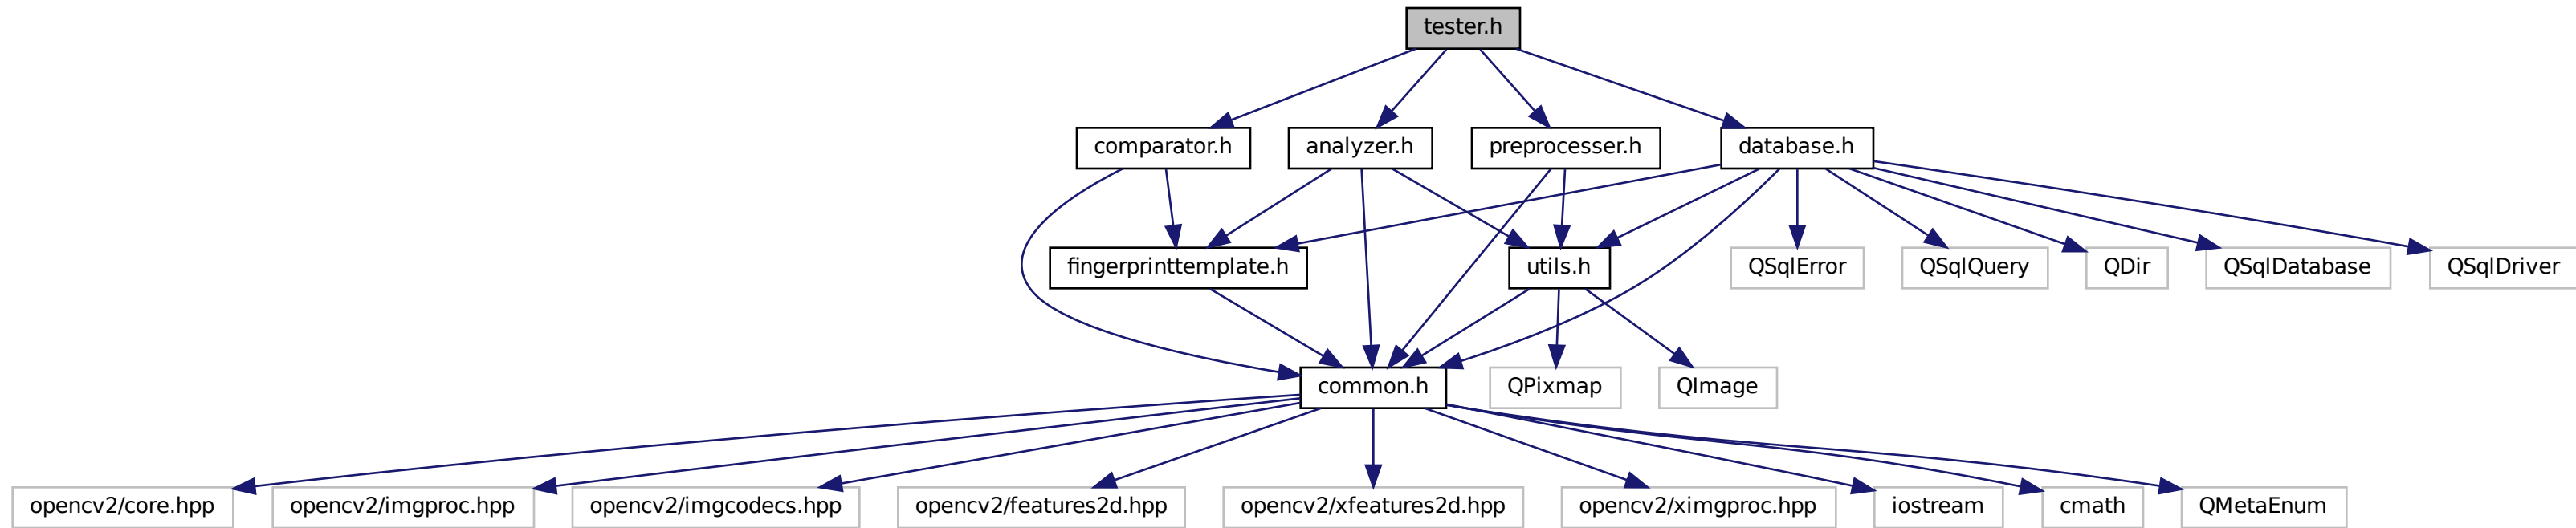 tester.h
comparator.h
analyzer.h
preprocesser.h
database.h
fingerprinttemplate.h
utils.h
QSqlError
QSqlQuery
QDir
QSqlDatabase
QSqlDriver
common.h
QPixmap
QImage
opencv2/core.hpp
opencv2/imgproc.hpp
opencv2/imgcodecs.hpp
opencv2/features2d.hpp
opencv2/xfeatures2d.hpp
opencv2/ximgproc.hpp
iostream
cmath
QMetaEnum